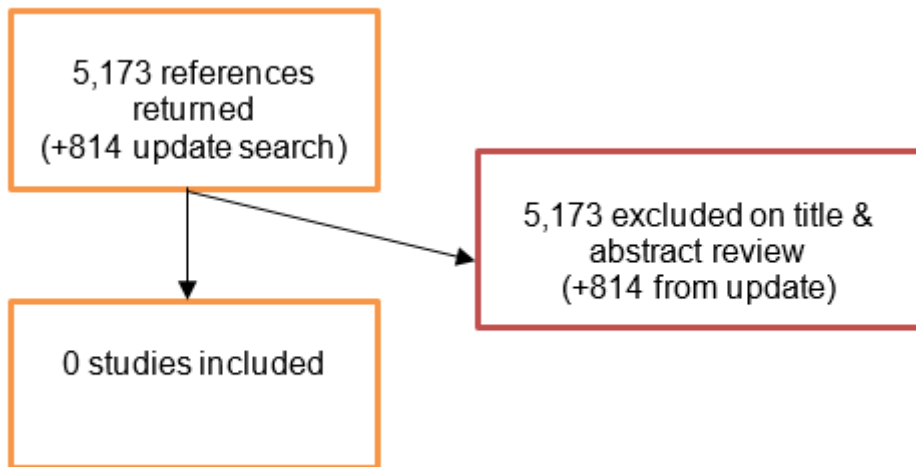 5,173 references
returned
(+814 update search)
5,173 excluded on title &
abstract review
(+814 from update)
0 studies included